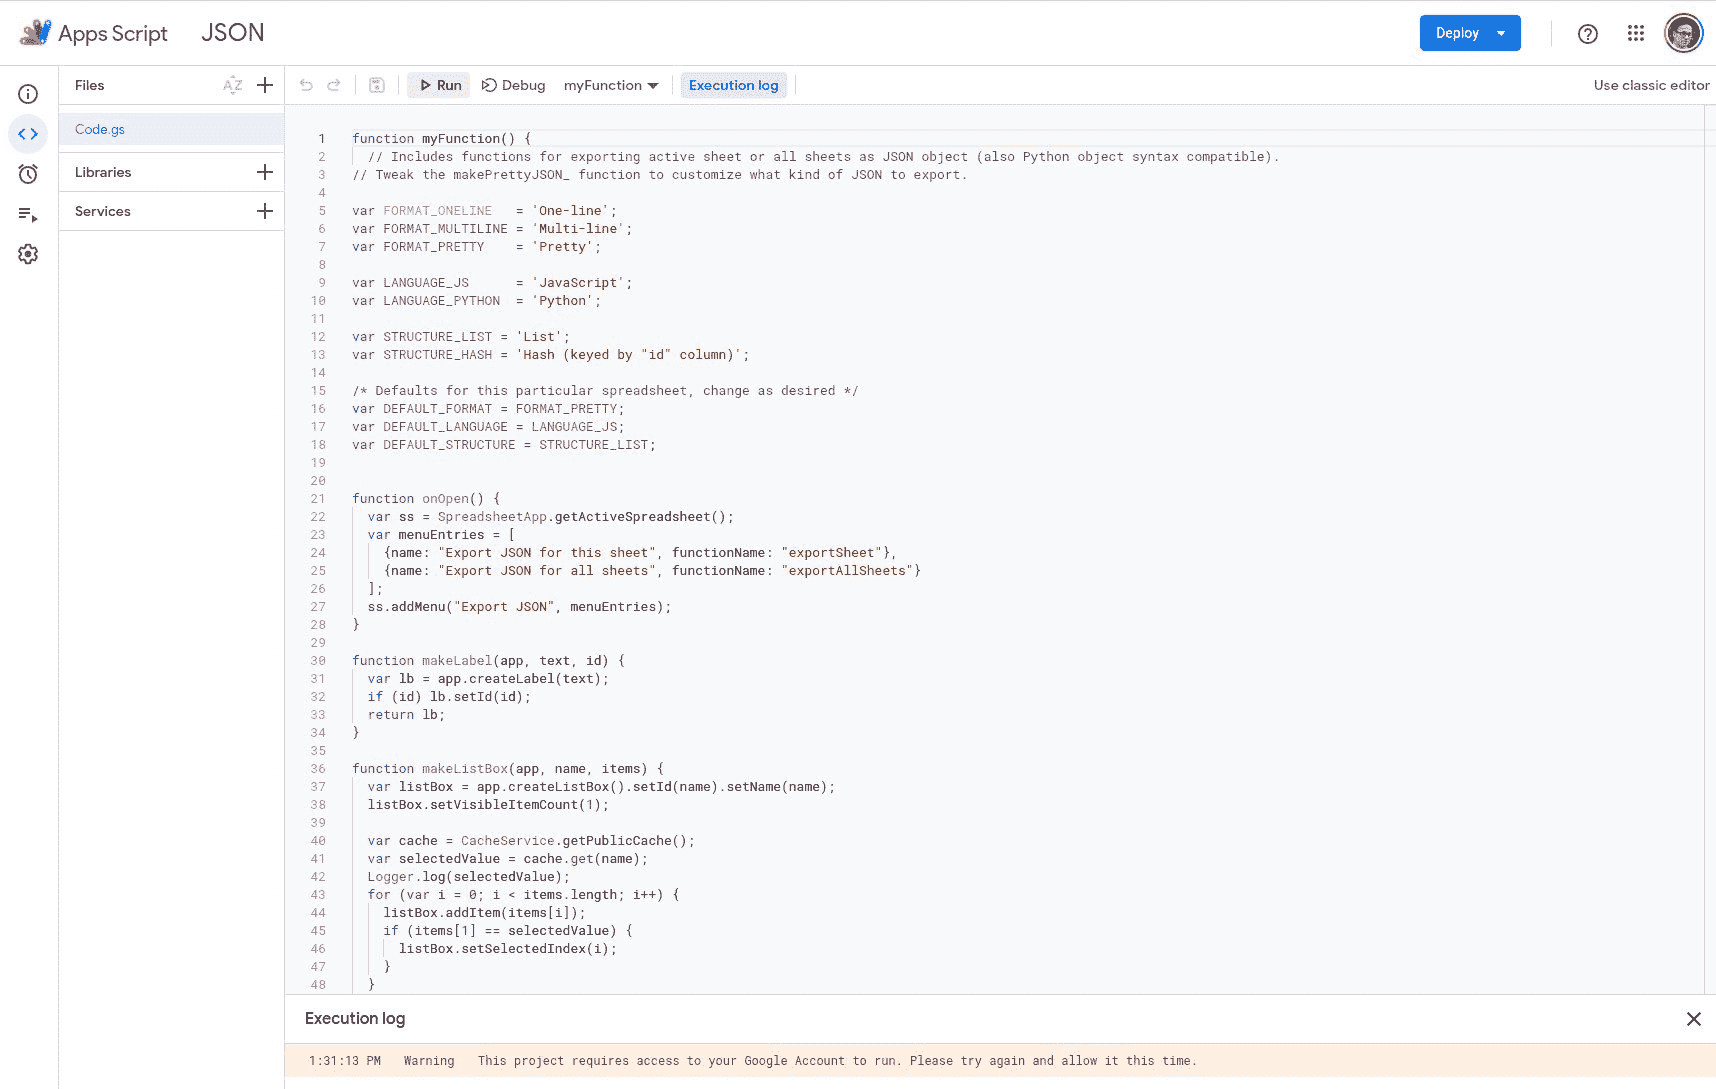 Apps Script JSON
Deploy
Files
Run Debug myFunction Execution log
Use classic editor
Code.gs
Libraries
Services
1 function myFunction() {
2 // Includes functions for exporting active sheet or all sheets as JSON object (also Python object syntax compatible).
3 // Tweak the makePrettyJSON_ function to customize what kind of JSON to export.
4
5 var FORMAT_ONELINE = 'One-line';
6 var FORMAT_MULTILINE = 'Multi-line';
7 var FORMAT_PRETTY = 'Pretty';
8
9 var LANGUAGE_JS = 'JavaScript';
10 var LANGUAGE_PYTHON = 'Python';
11
12 var STRUCTURE_LIST = 'List';
13 var STRUCTURE_HASH = 'Hash (keyed by "id" column)';
14
15 /* Defaults for this particular spreadsheet, change as desired */
16 var DEFAULT_FORMAT = FORMAT_PRETTY;
17 var DEFAULT_LANGUAGE = LANGUAGE_JS;
18 var DEFAULT_STRUCTURE = STRUCTURE_LIST;
19
20
21 function onOpen() {
22 var ss = SpreadsheetApp.getActiveSpreadsheet();
23 var menuEntries = [
24 {name: "Export JSON for this sheet", functionName: "exportSheet"},
25 {name: "Export JSON for all sheets", functionName: "exportAllSheets"}
26 ];
27 ss.addMenu("Export JSON", menuEntries);
28 }
29
30 function makeLabel(app, text, id) {
31 var lb = app.createLabel(text);
32 if (id) lb.setId(id);
33 return lb;
34 }
35
36 function makeListBox(app, name, items) {
37 var listBox = app.createListBox().setId(name).setName(name);
38 listBox.setVisibleItemCount(1);
39
40 var cache = CacheService.getPublicCache();
41 var selectedValue = cache.get(name);
42 Logger.log(selectedValue);
43 for (var i = 0; i < items.length; i++) {
44 listBox.addItem(items[i]);
45 if (items[1] == selectedValue) {
46 listBox.setSelectedIndex(i);
47 }
48 }
Execution log
1:31:13 PM Warning This project requires access to your Google Account to run. Please try again and allow it this time.